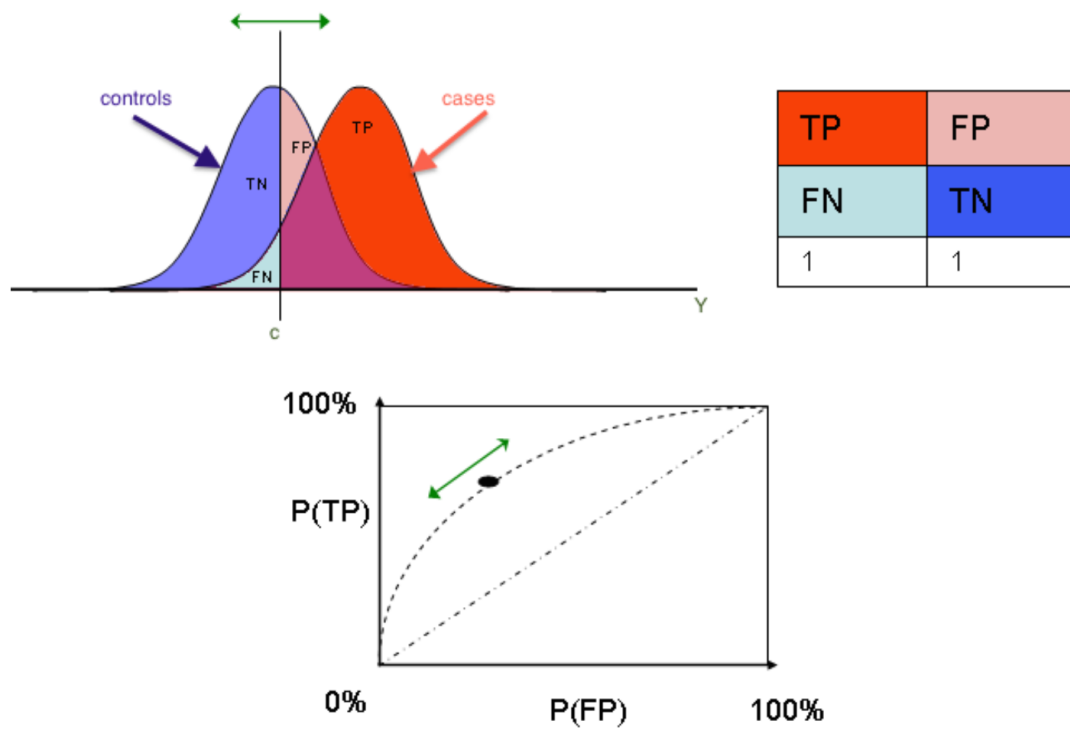 controls
cases
TP
FP
TN
FN
c
Y
TP FP
FN TN
1 1
100%
P(TP)
0%
P(FP)
100%